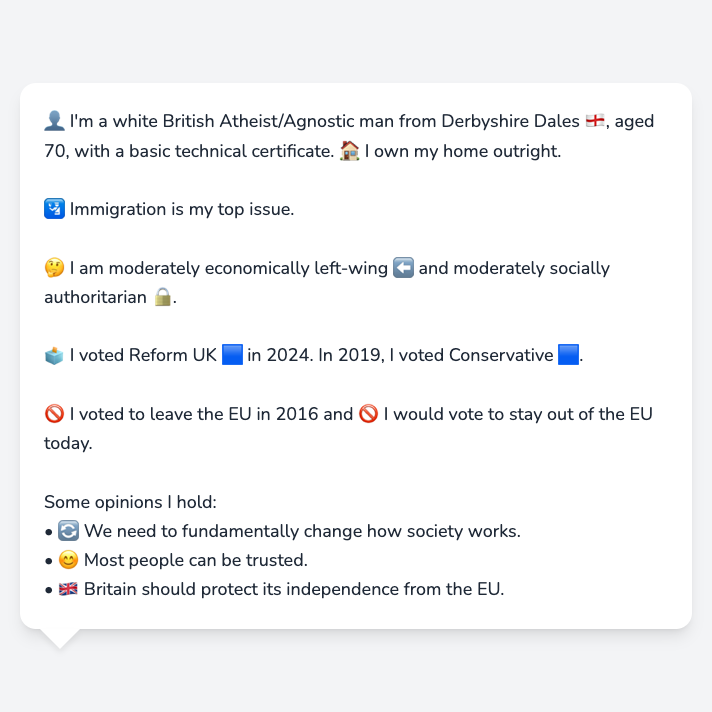 👤 I'm a white British Atheist/Agnostic man from Derbyshire Dales 🏴󠁧󠁢󠁥󠁮󠁧󠁿, aged
70, with a basic technical certificate. 🏠 I own my home outright.
🛂 Immigration is my top issue.
🤔 I am moderately economically left-wing ⬅️ and moderately socially
authoritarian 🔒.
🗳️ I voted Reform UK 🟦 in 2024. In 2019, I voted Conservative 🟦.
🚫 I voted to leave the EU in 2016 and 🚫 I would vote to stay out of the EU
today.
Some opinions I hold:
• 🔄 We need to fundamentally change how society works.
• 😊 Most people can be trusted.
• 🇬🇧 Britain should protect its independence from the EU.